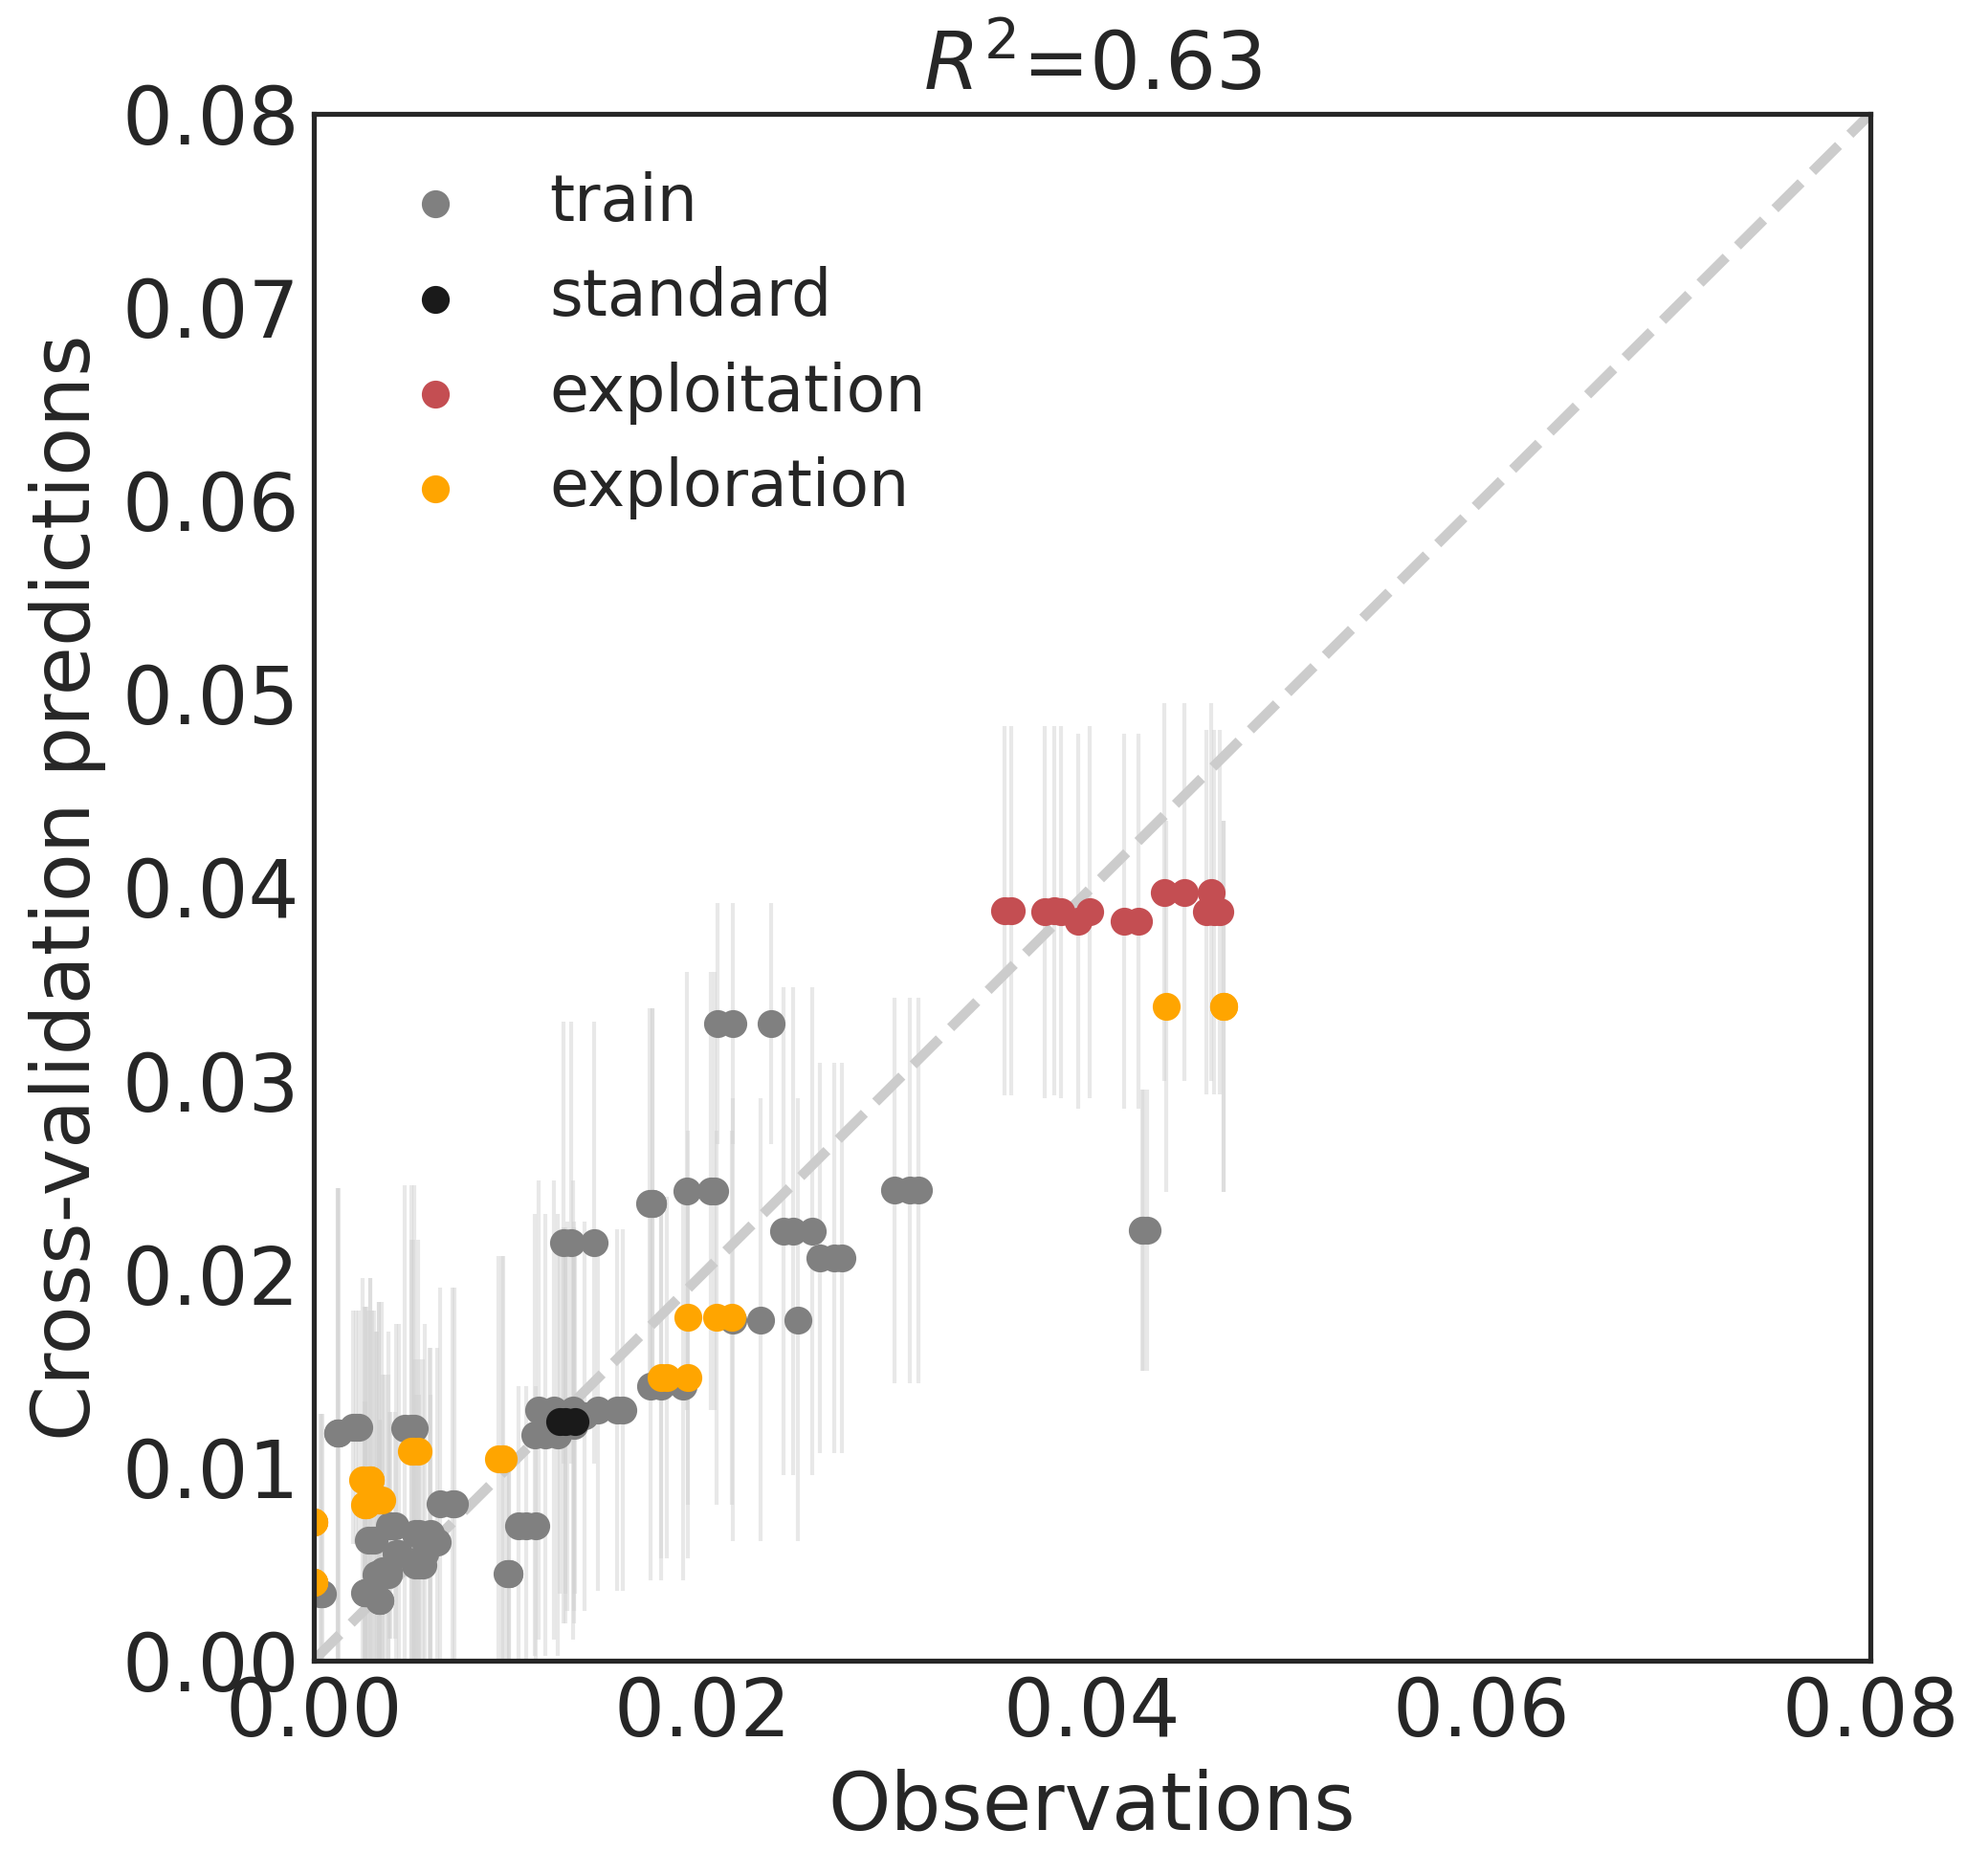 R²=0.63
0.08
0.07
0.06
0.05
0.04
0.03
0.02
0.01
0.00
Cross-validation predictions
train
standard
exploitation
exploration
0.00 0.02 0.04 0.06 0.08
Observations